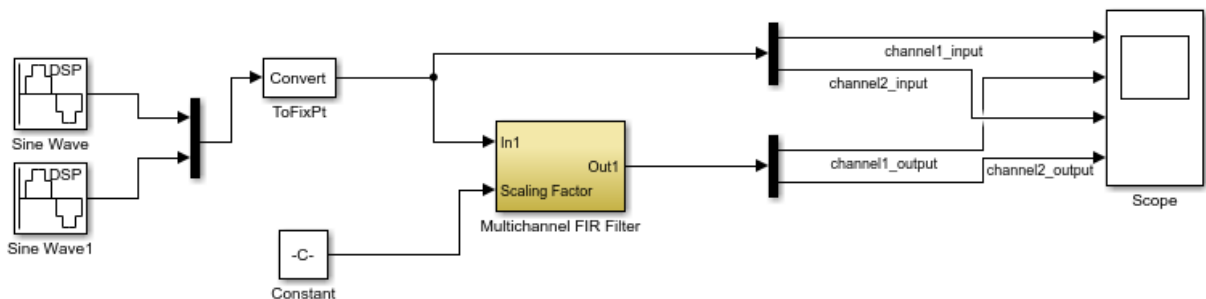 DSP
Sine Wave
DSP
Sine Wave1
Convert
ToFixPt
-C-
Constant
In1
Out1
Scaling Factor
Multichannel FIR Filter
channel1_input
channel2_input
channel1_output
channel2_output
Scope